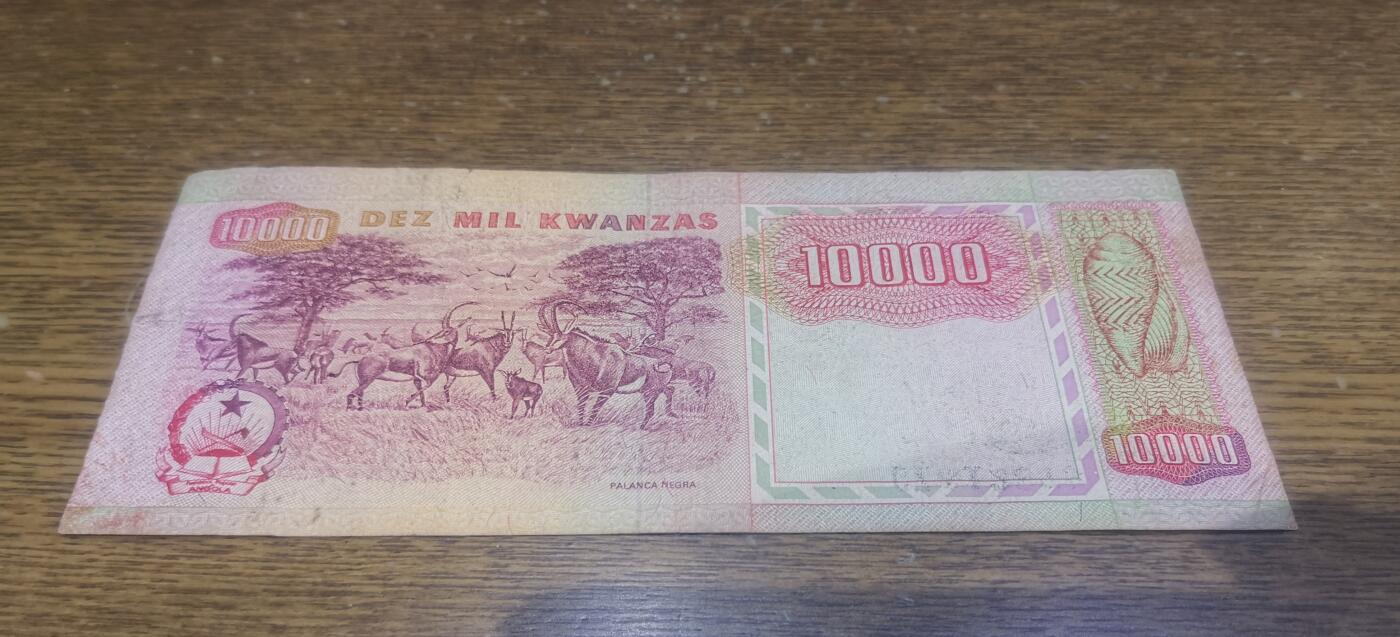 10000
DEZ MIL KWANZAS
10000
ANGOLA
PALANCA NEGRA
10000